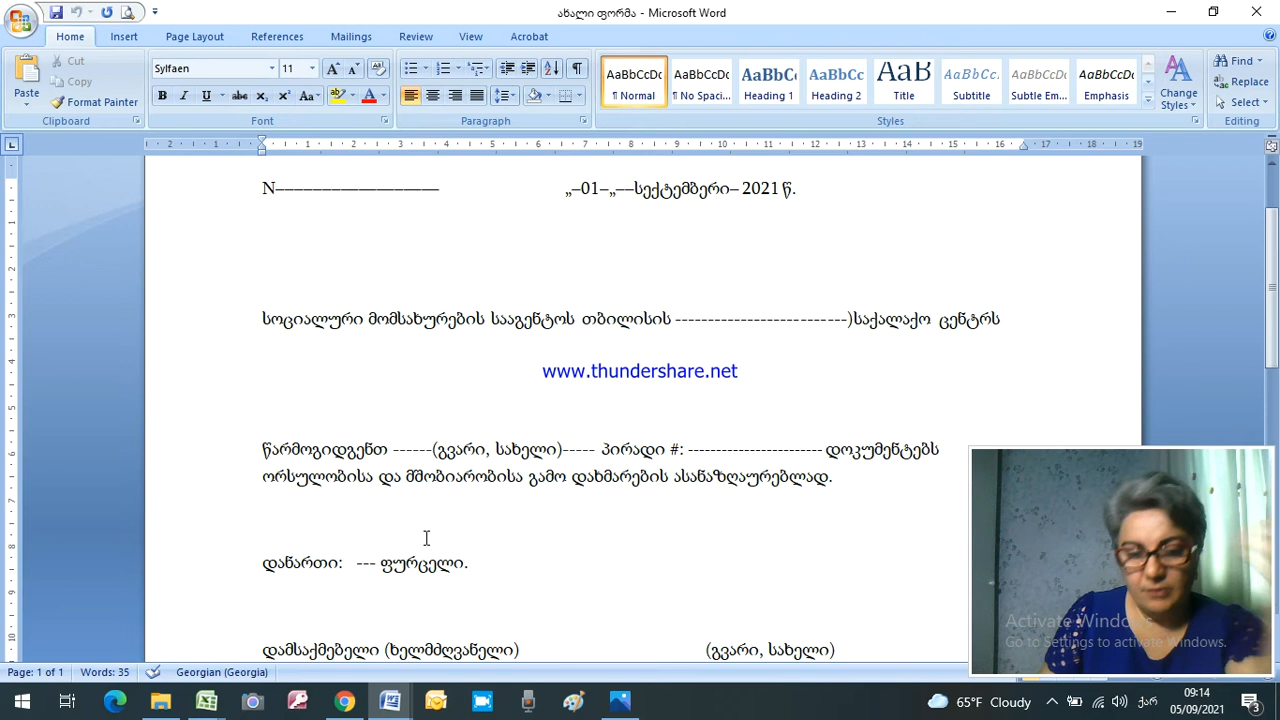 ახალი ფორმა - Microsoft Word
Home Insert Page Layout References Mailings Review View Acrobat
Cut
Copy
Format Painter
Paste
Clipboard
Sylfaen 11
Font
Paragraph
AaBbCcDc AaBbCcDc AaBbC AaBbCc AaB AaBbCc. AaBbCcDc AaBbCcDc
¶ Normal ¶ No Spaci... Heading 1 Heading 2 Title Subtitle Subtle Em... Emphasis
Change Styles
Styles
Find
Replace
Select
Editing
N–––––––––––––––––– „–01–„––სექტემბერი– 2021 წ.
სოციალური მომსახურების სააგენტოს თბილისის --------------------------)საქალაქო ცენტრს
www.thundershare.net
წარმოგიდგენთ ------(გვარი, სახელი)----- პირადი #: ------------------------ დოკუმენტებს
ორსულობისა და მშობიარობისა გამო დახმარების ასანაზღაურებლად.
დანართი: --- ფურცელი.
დამსაქმებელი (ხელმძღვანელი) (გვარი, სახელი)
Activate Windows
Go to Settings to activate Windows.
Page: 1 of 1 Words: 35 Georgian (Georgia)
65°F Cloudy ქარ 09:14
05/09/2021 3